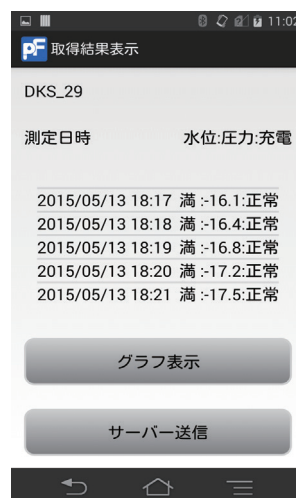 11:02
pF 取得結果表示
DKS_29
測定日時 水位:圧力:充電
2015/05/13 18:17 満 :-16.1:正常
2015/05/13 18:18 満 :-16.4:正常
2015/05/13 18:19 満 :-16.8:正常
2015/05/13 18:20 満 :-17.2:正常
2015/05/13 18:21 満 :-17.5:正常
グラフ表示
サーバー送信